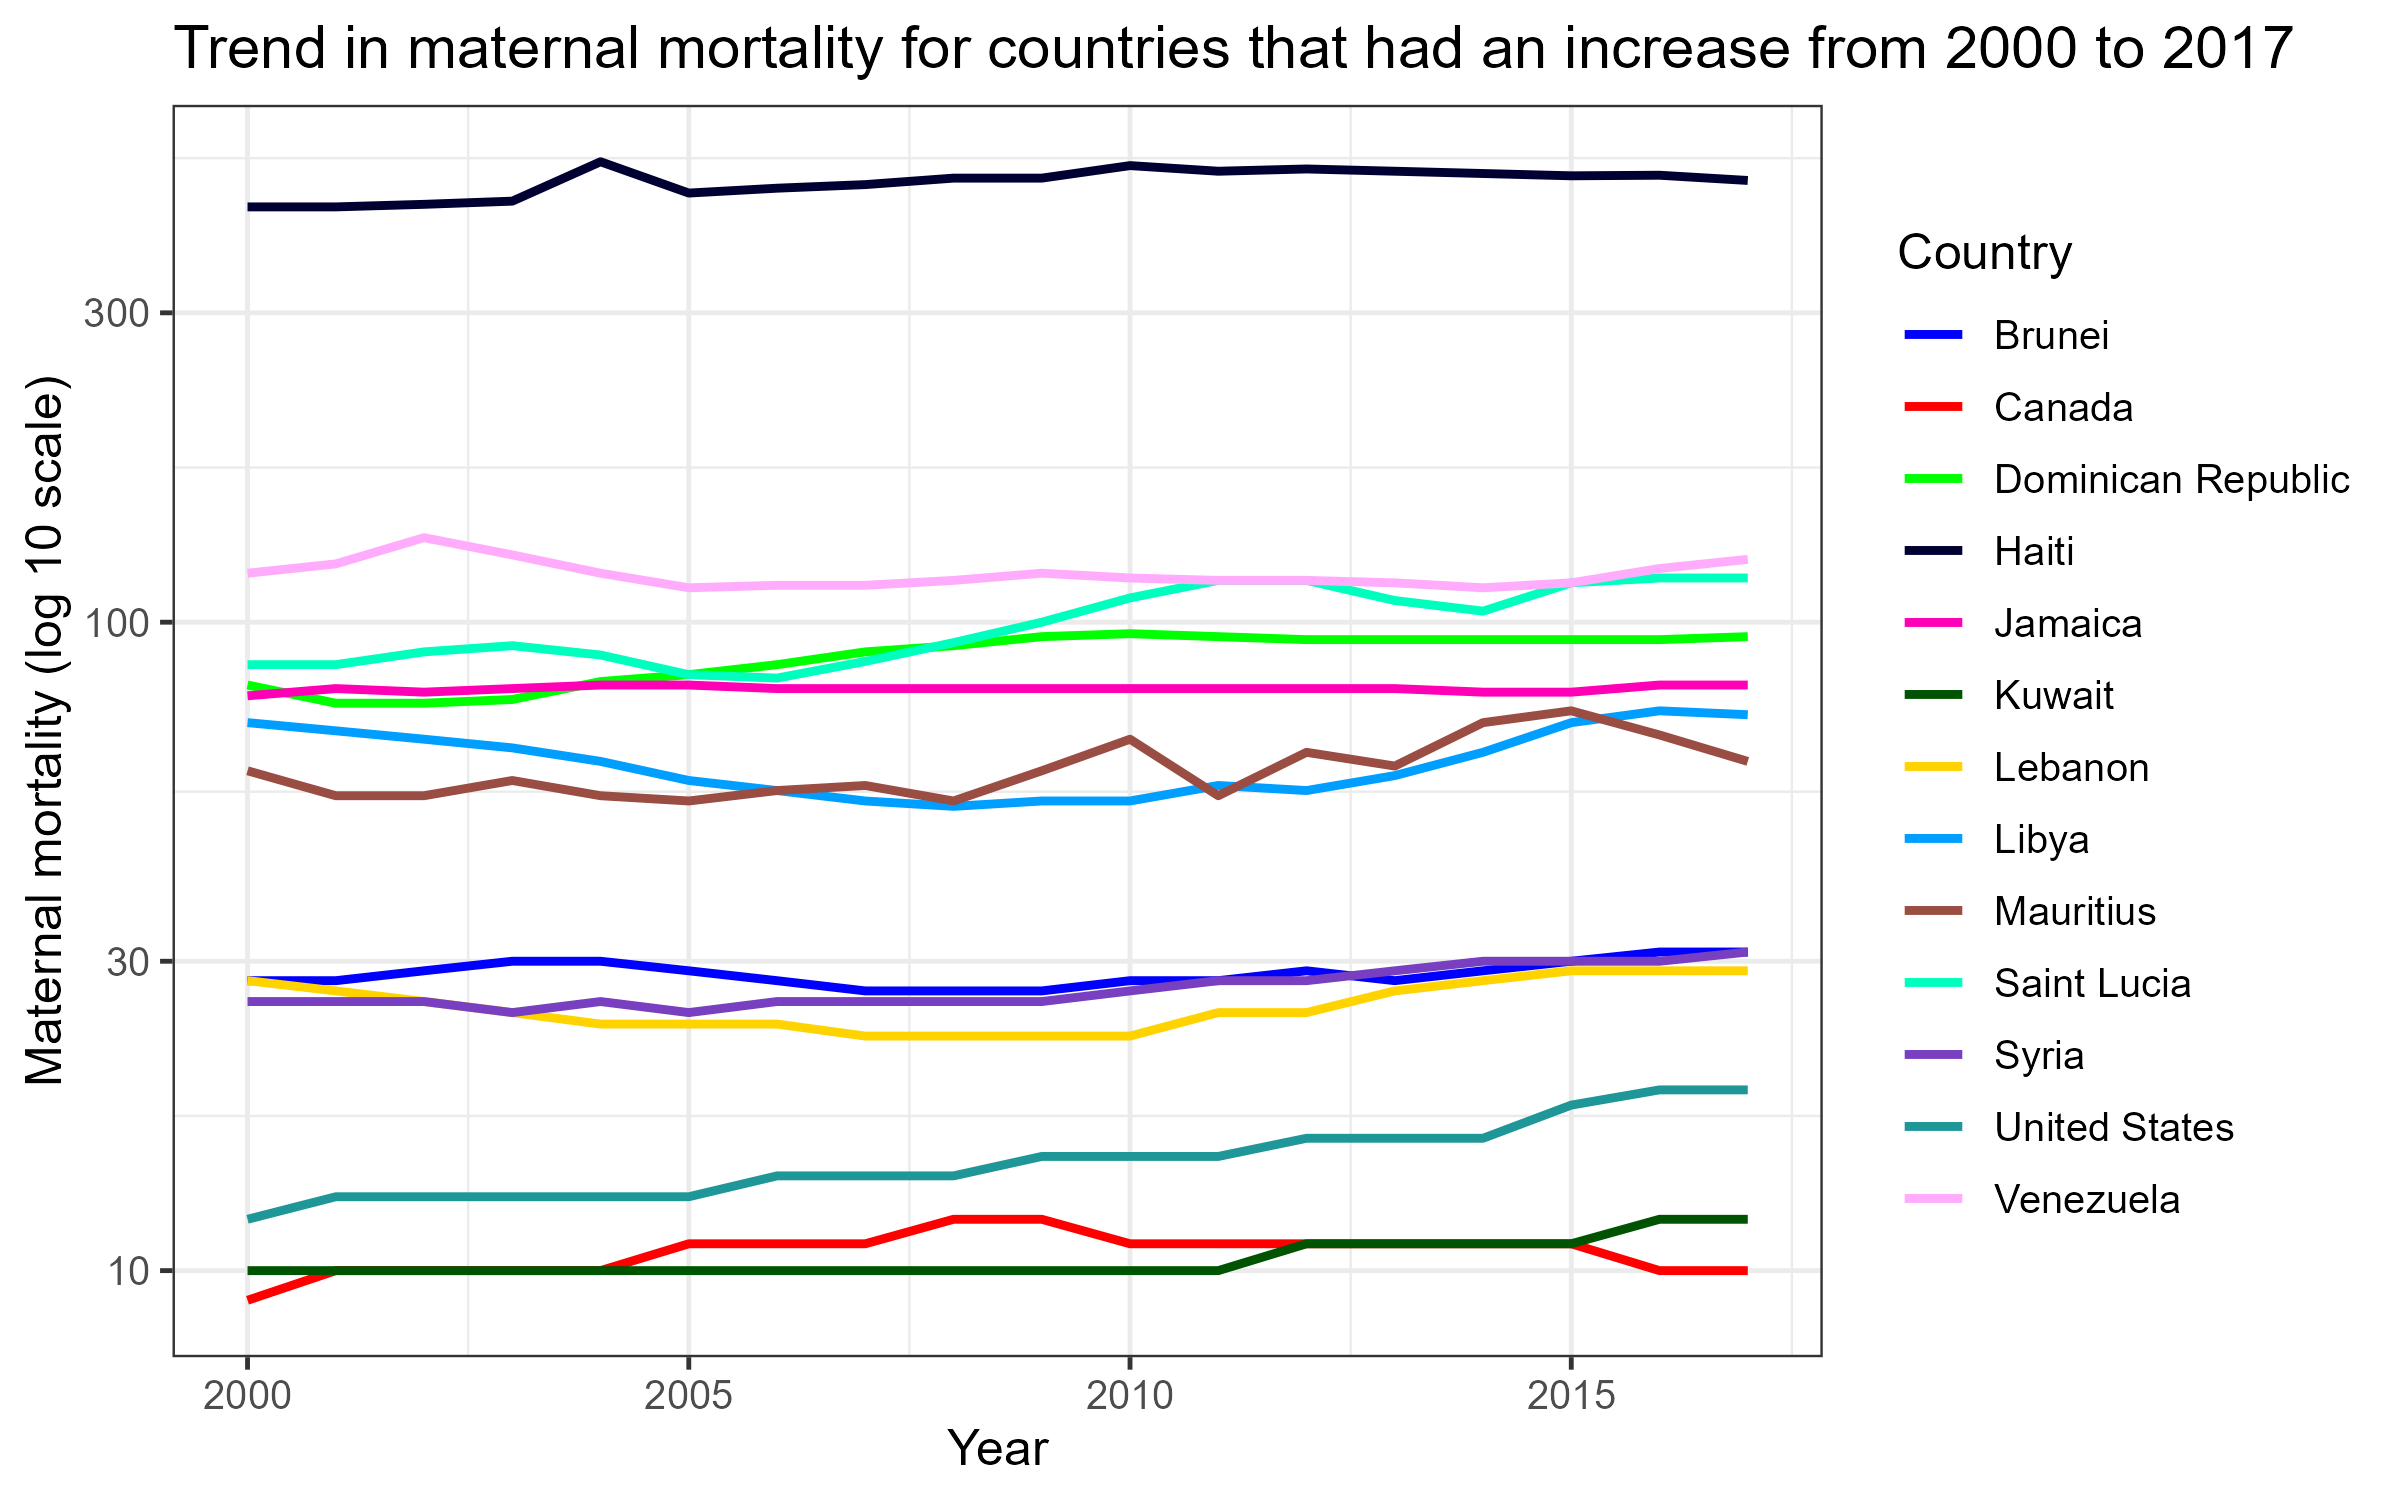 Trend in maternal mortality for countries that had an increase from 2000 to 2017
Maternal mortality (log 10 scale)
300
100
30
10
2000
2005
2010
2015
Year
Country
Brunei
Canada
Dominican Republic
Haiti
Jamaica
Kuwait
Lebanon
Libya
Mauritius
Saint Lucia
Syria
United States
Venezuela